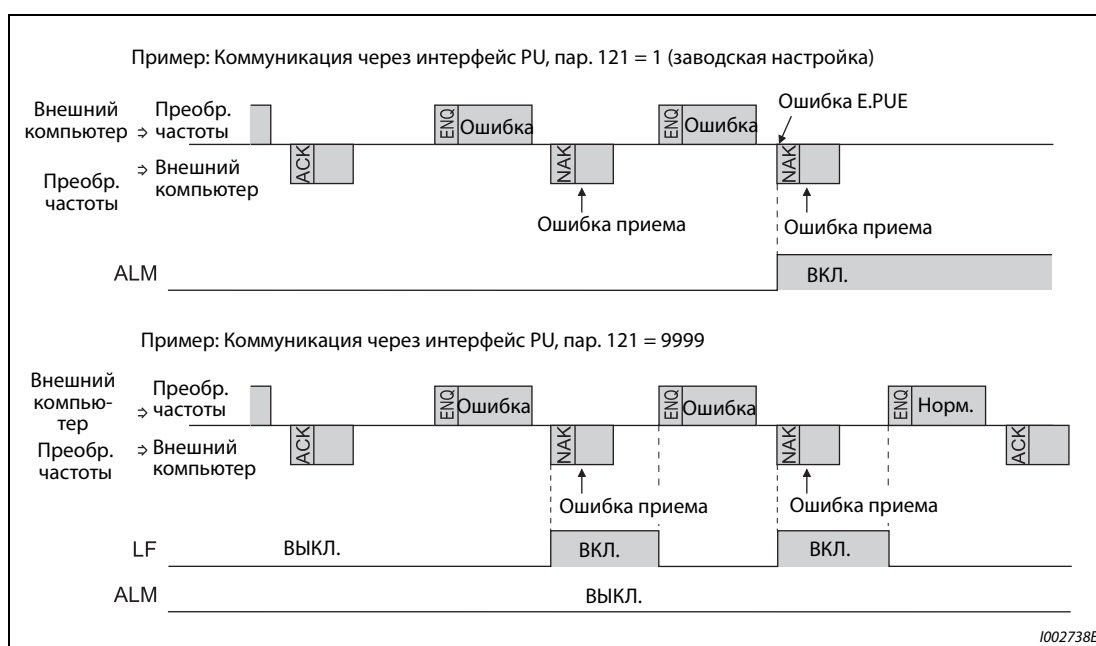 Пример: Коммуникация через интерфейс PU, пар. 121 = 1 (заводская настройка)
Внешний компьютер ⇒ Преобр. частоты
Преобр. частоты ⇒ Внешний компьютер
ENQ Ошибка
ENQ Ошибка
Ошибка E.PUE
ACK
NAK
NAK
Ошибка приема
Ошибка приема
ALM
ВКЛ.
Пример: Коммуникация через интерфейс PU, пар. 121 = 9999
Внешний компью-
тер ⇒ Преобр. частоты
Преобр. частоты ⇒ Внешний компьютер
ENQ Ошибка
ENQ Ошибка
ENQ Норм.
ACK
NAK
NAK
ACK
Ошибка приема
Ошибка приема
LF
ВЫКЛ.
ВКЛ.
ВКЛ.
ALM
ВЫКЛ.
I002738E